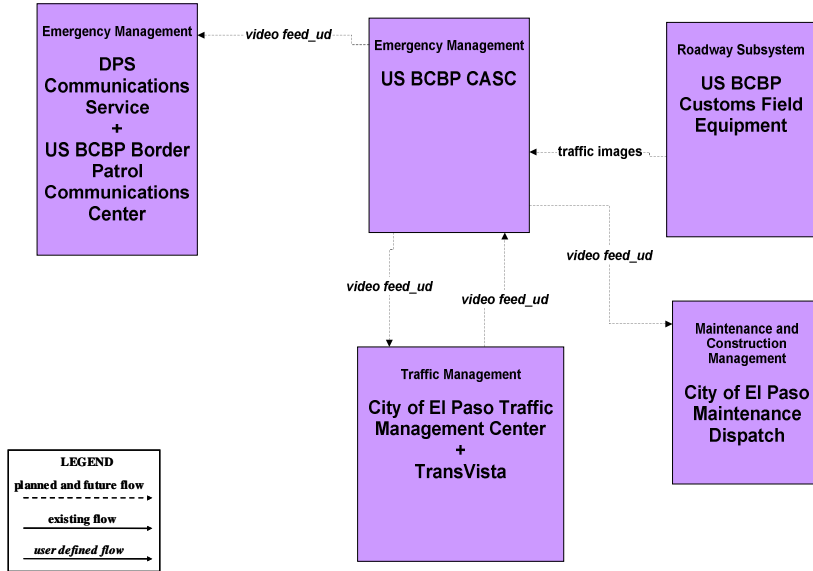 Emergency Management
DPS
Communications
Service
+
US BCBP Border
Patrol
Communications
Center
video feed_ud
Emergency Management
US BCBP CASC
Roadway Subsystem
US BCBP
Customs Field
Equipment
traffic images
video feed_ud
video feed_ud
video feed_ud
Traffic Management
City of El Paso Traffic
Management Center
+
TransVista
Maintenance and
Construction
Management
City of El Paso
Maintenance
Dispatch
LEGEND
planned and future flow
existing flow
user defined flow